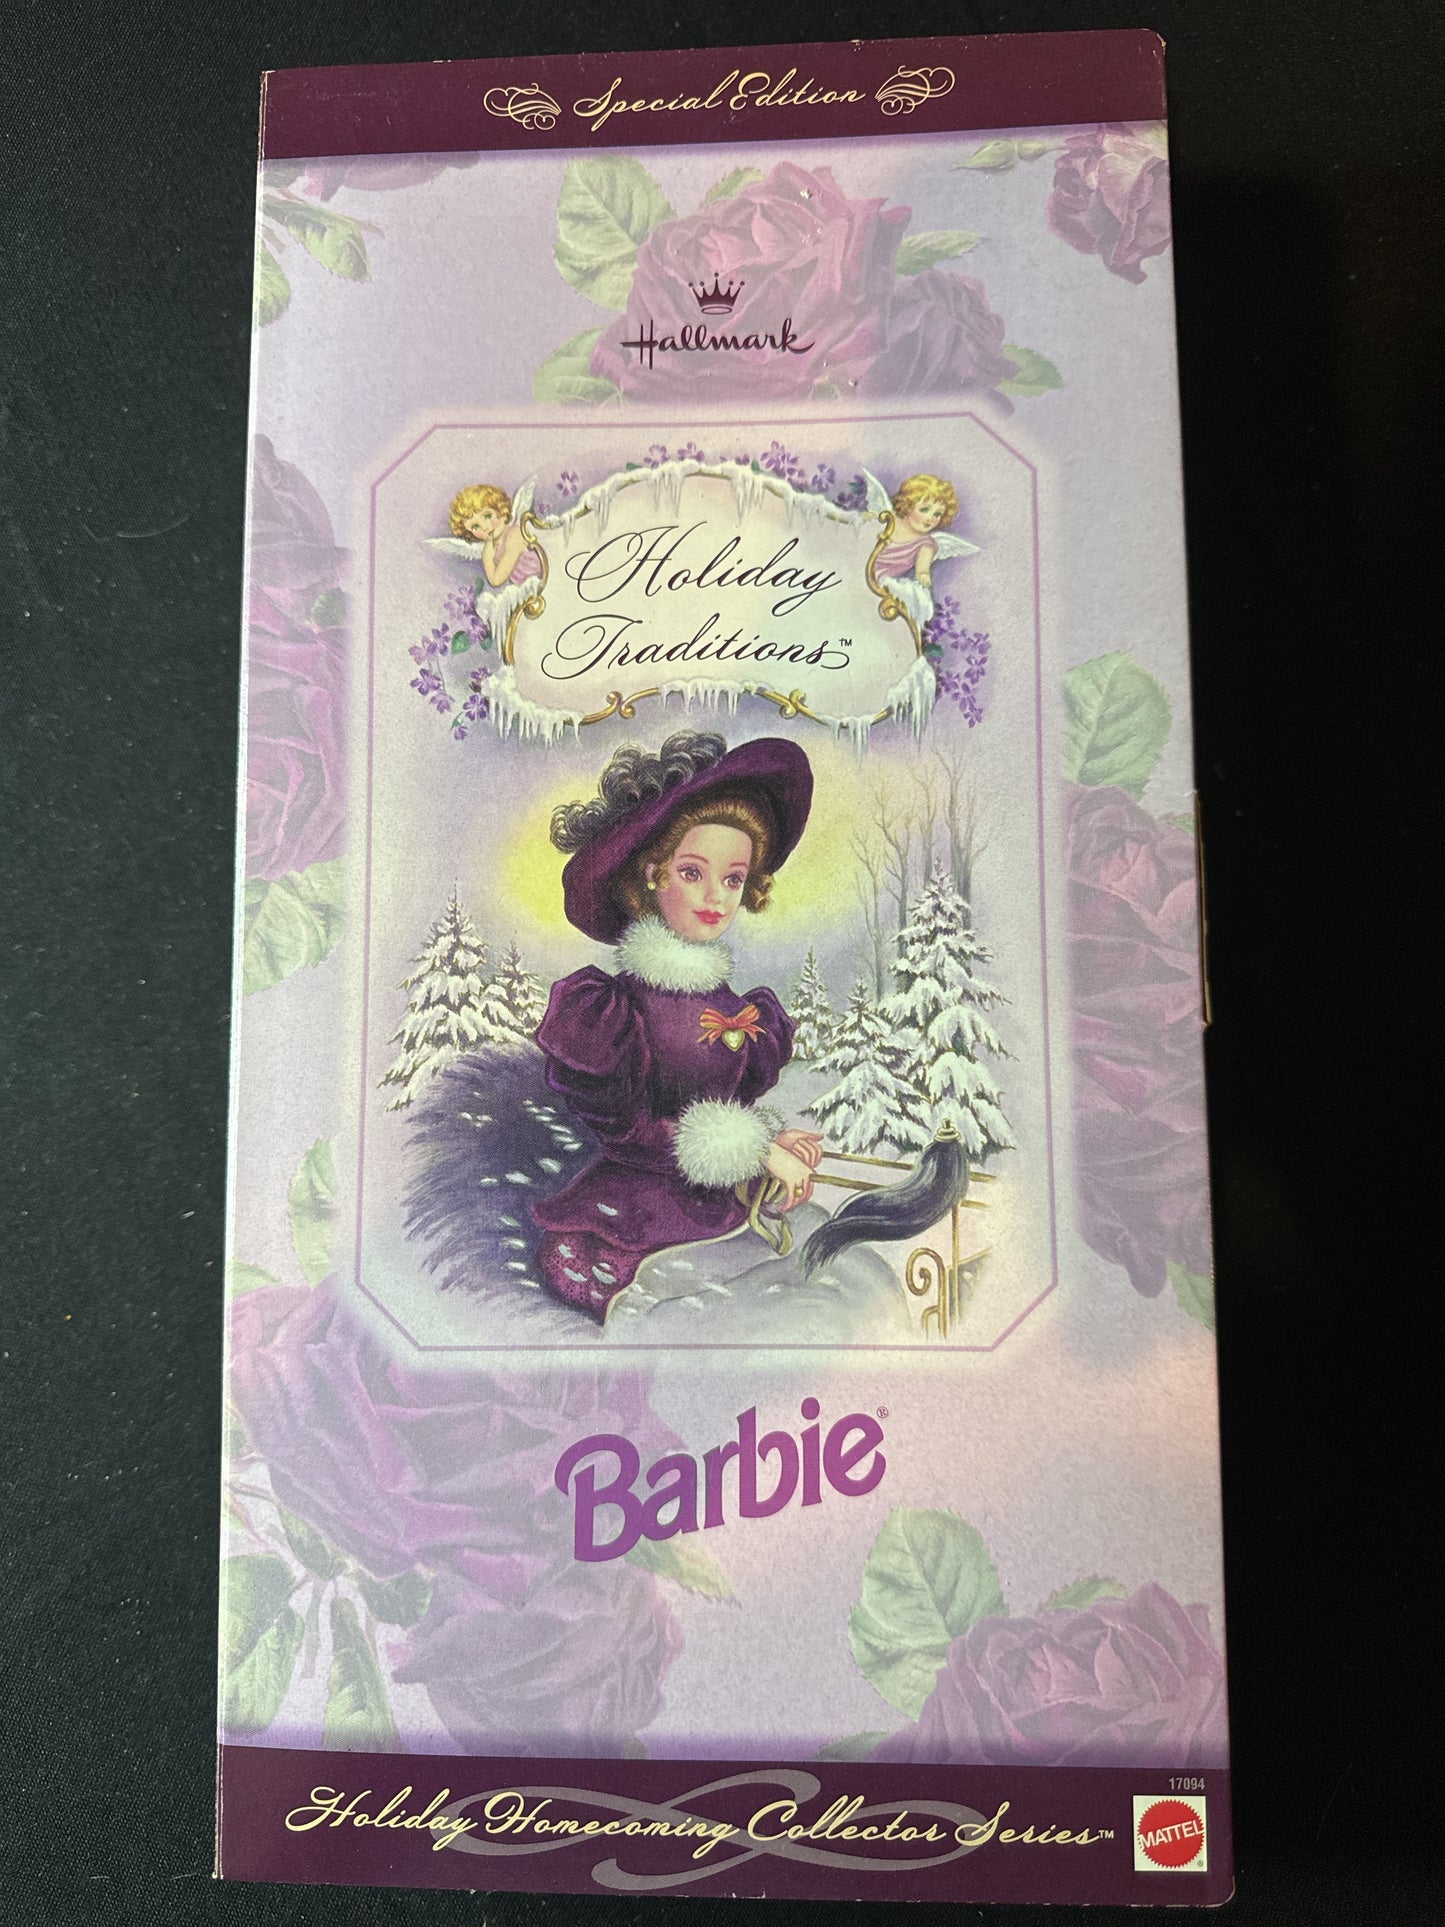 Special Edition
Hallmark
Holiday
Traditions™
Barbie®
17094
Holiday Homecoming Collector Series™
MATTEL®